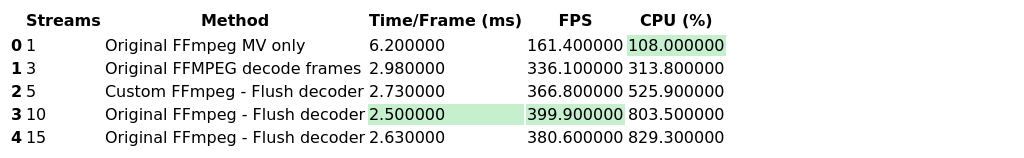 Streams Method Time/Frame (ms) FPS CPU (%)
0 1 Original FFmpeg MV only 6.200000 161.400000 108.000000
1 3 Original FFMPEG decode frames 2.980000 336.100000 313.800000
2 5 Custom FFmpeg - Flush decoder 2.730000 366.800000 525.900000
3 10 Original FFmpeg - Flush decoder 2.500000 399.900000 803.500000
4 15 Original FFmpeg - Flush decoder 2.630000 380.600000 829.300000